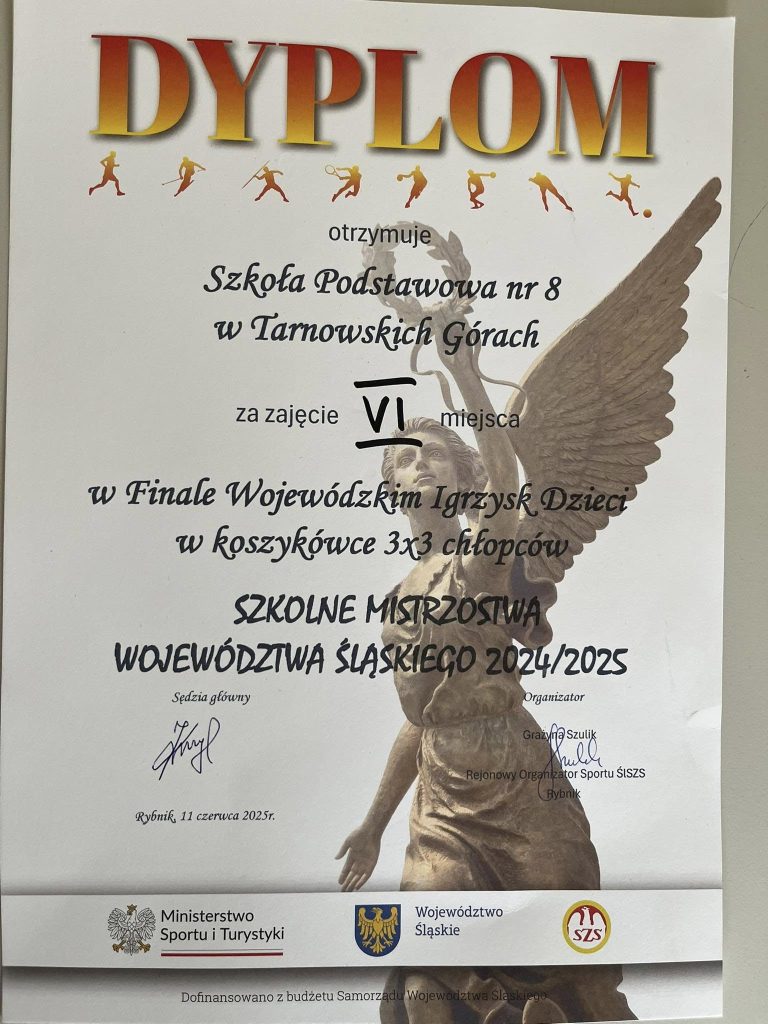 DYPLOM
otrzymuje
Szkoła Podstawowa nr 8
w Tarnowskich Górach
za zajęcie VI miejsca
w Finale Wojewódzkim Igrzysk Dzieci
w koszykówce 3x3 chłopców
SZKOLNE MISTRZOSTWA
WOJEWÓDZTWA ŚLĄSKIEGO 2024/2025
Sędzia główny
Organizator
Grażyna Szulik
Rejonowy Organizator Sportu ŚlSZS
Rybnik
Rybnik, 11 czerwca 2025r.
Ministerstwo
Sportu i Turystyki
Województwo
Śląskie
SZS
Dofinansowano z budżetu Samorządu Województwa Śląskiego